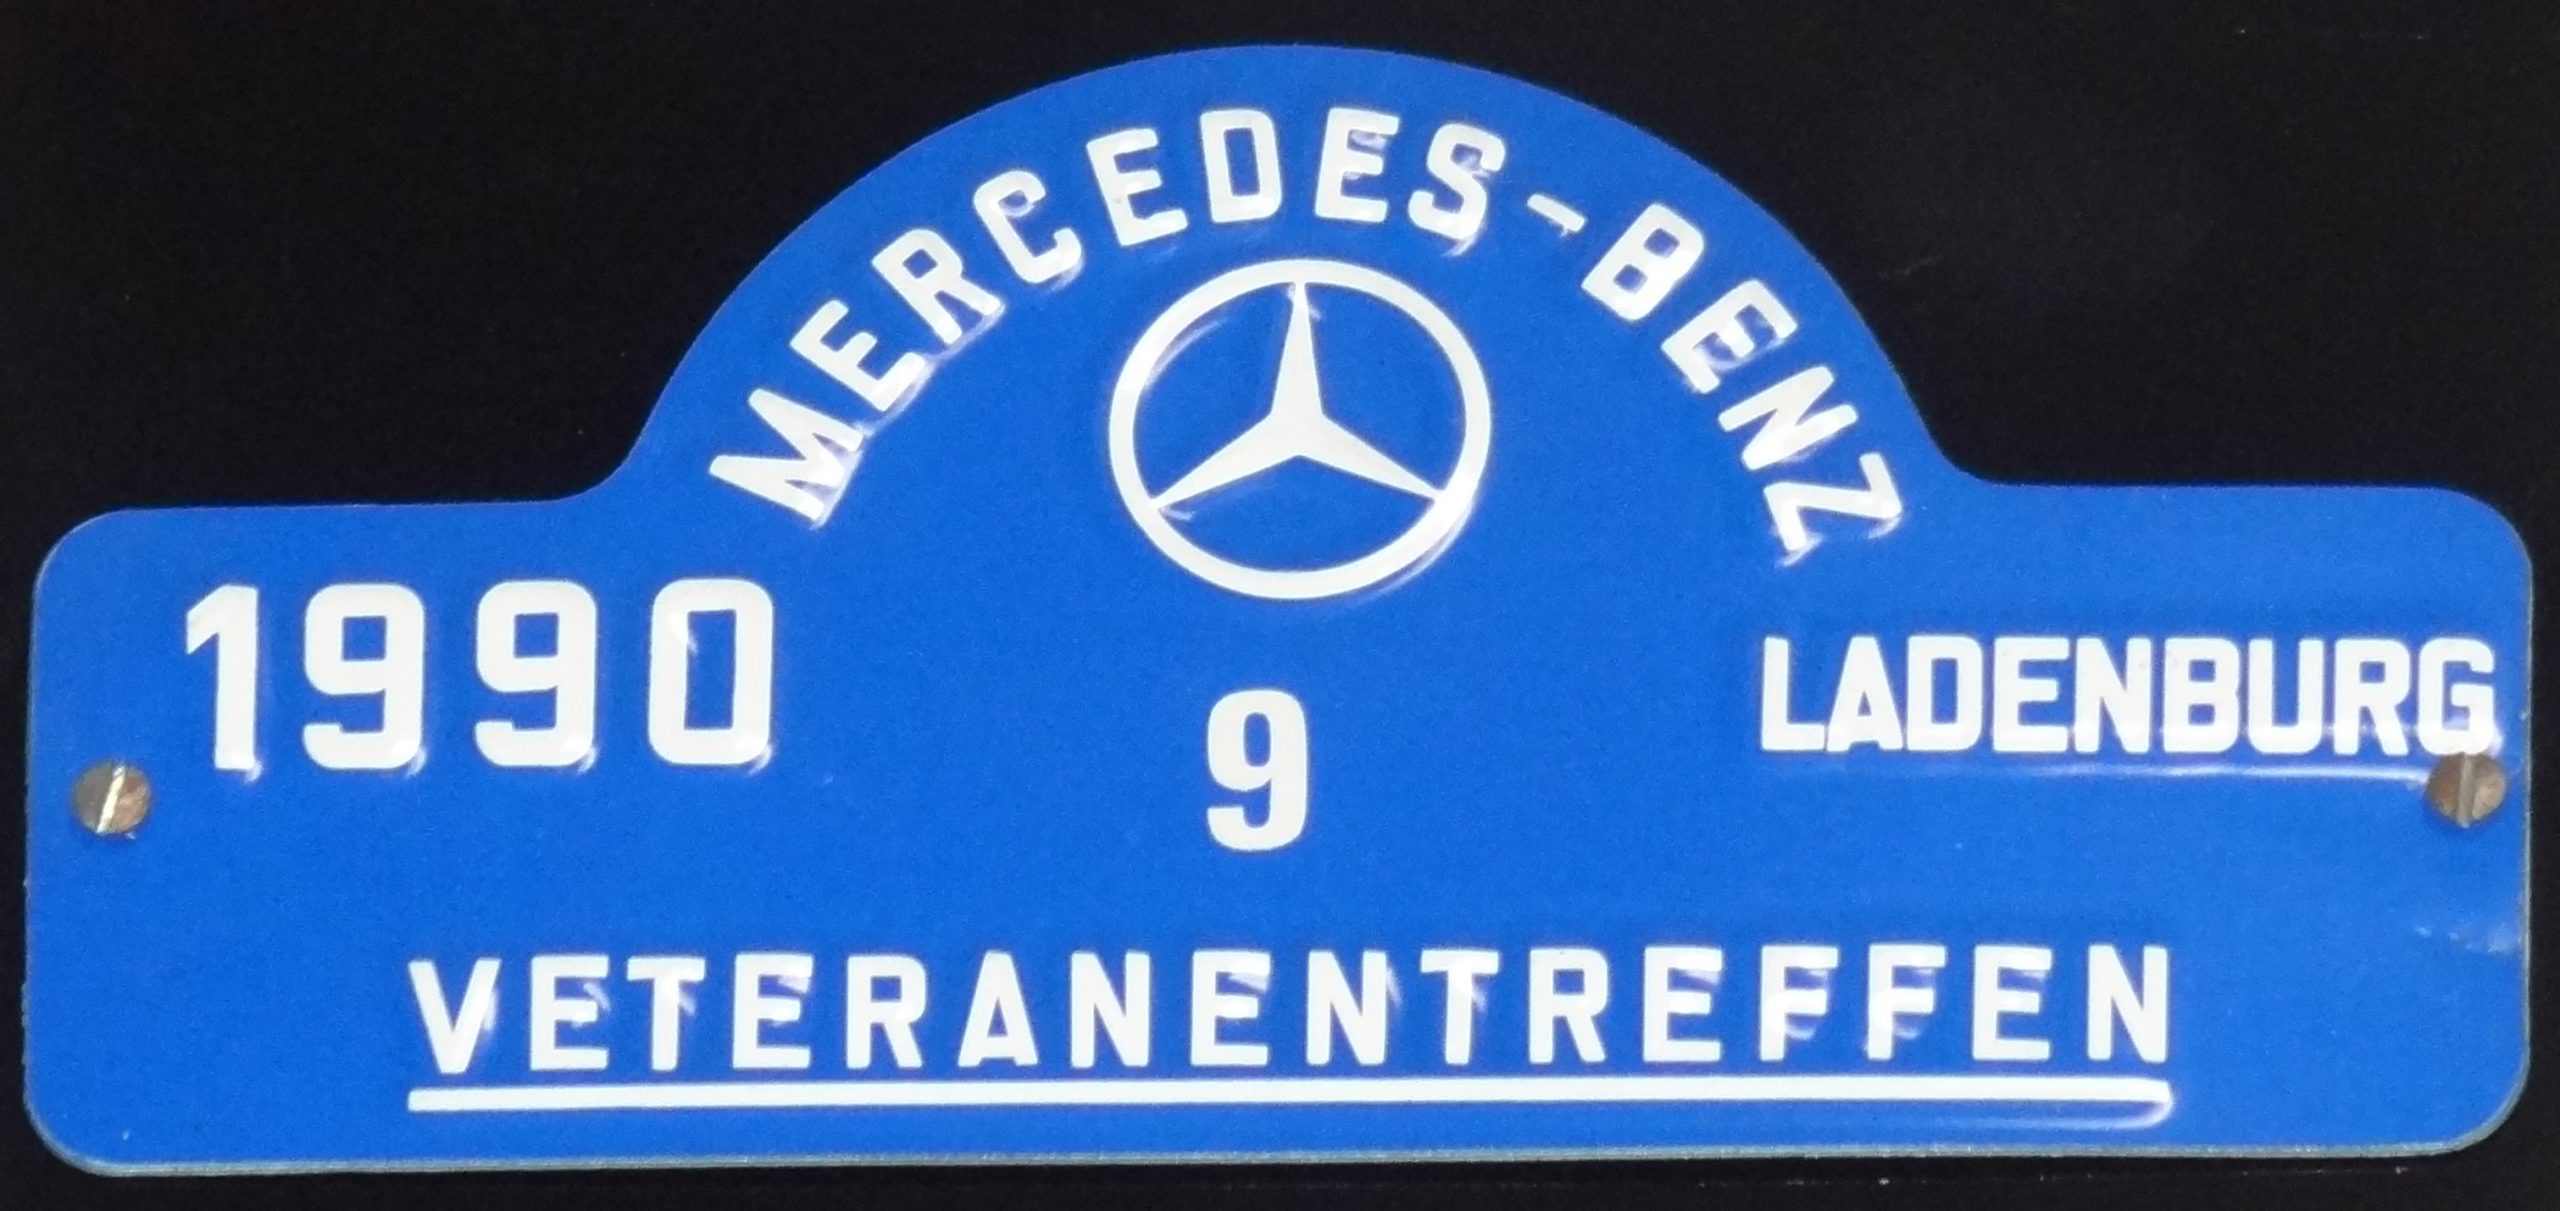 MERCEDES-BENZ
1990
LADENBURG
9
VETERANENTREFFEN